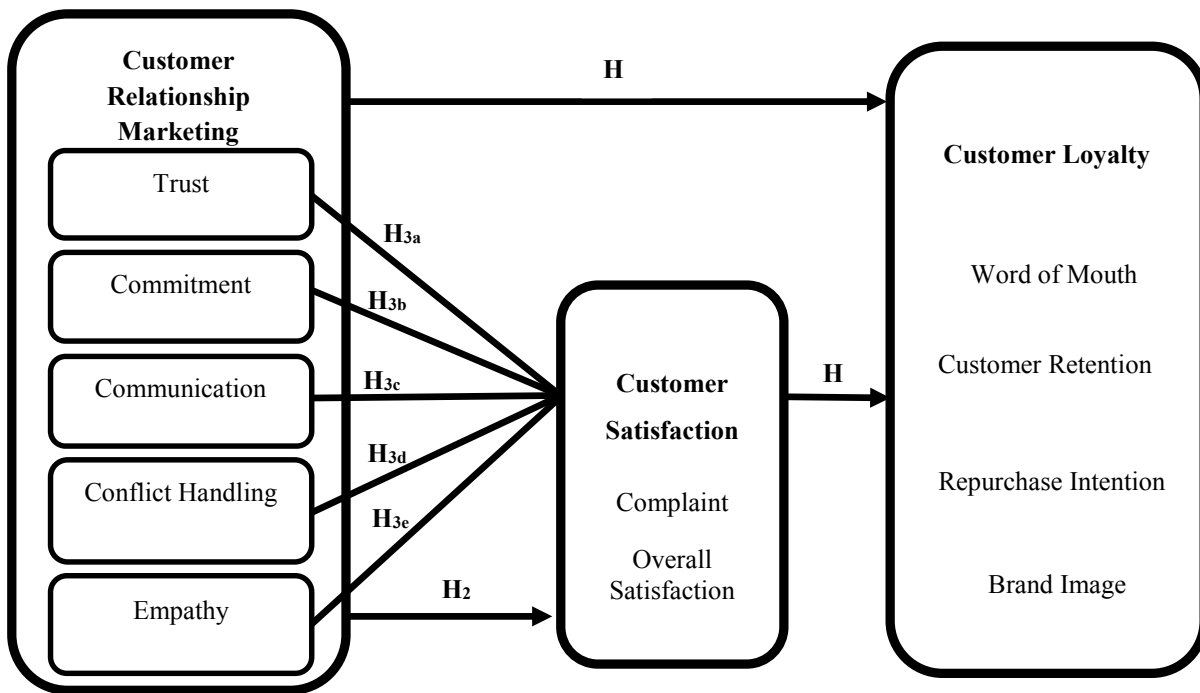 Customer
Relationship
Marketing
Trust
Commitment
Communication
Conflict Handling
Empathy
H
H3a
H3b
H3c
H3d
H3e
H2
Customer
Satisfaction
Complaint
Overall
Satisfaction
H
Customer Loyalty
Word of Mouth
Customer Retention
Repurchase Intention
Brand Image